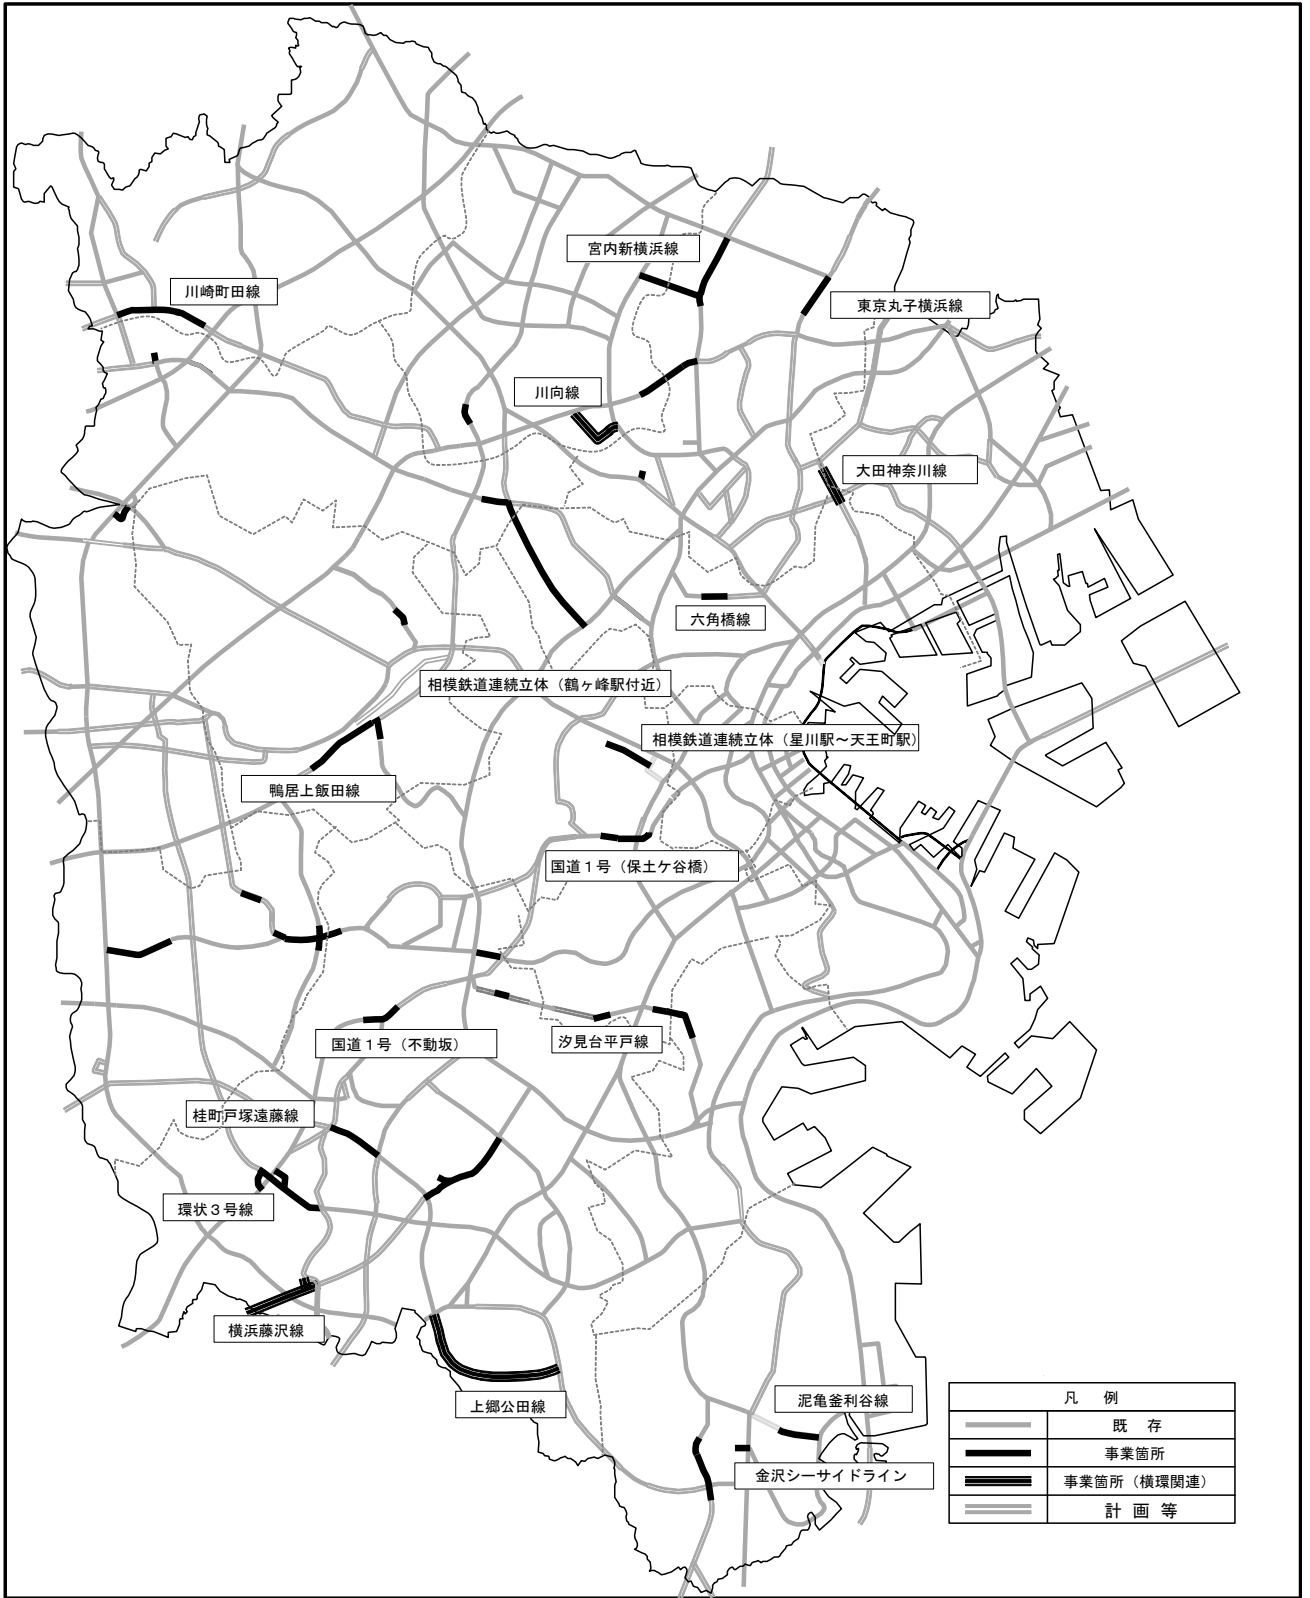 宮内新横浜線
川崎町田線
東京丸子横浜線
川向線
大田神奈川線
六角橋線
相模鉄道連続立体（鶴ヶ峰駅付近）
相模鉄道連続立体（星川駅～天王町駅）
鴨居上飯田線
国道１号（保土ケ谷橋）
国道１号（不動坂）
汐見台平戸線
桂町戸塚遠藤線
環状３号線
横浜藤沢線
上郷公田線
泥亀釜利谷線
金沢シーサイドライン
凡　例
既　存
事業箇所
事業箇所（横環関連）
計 画 等